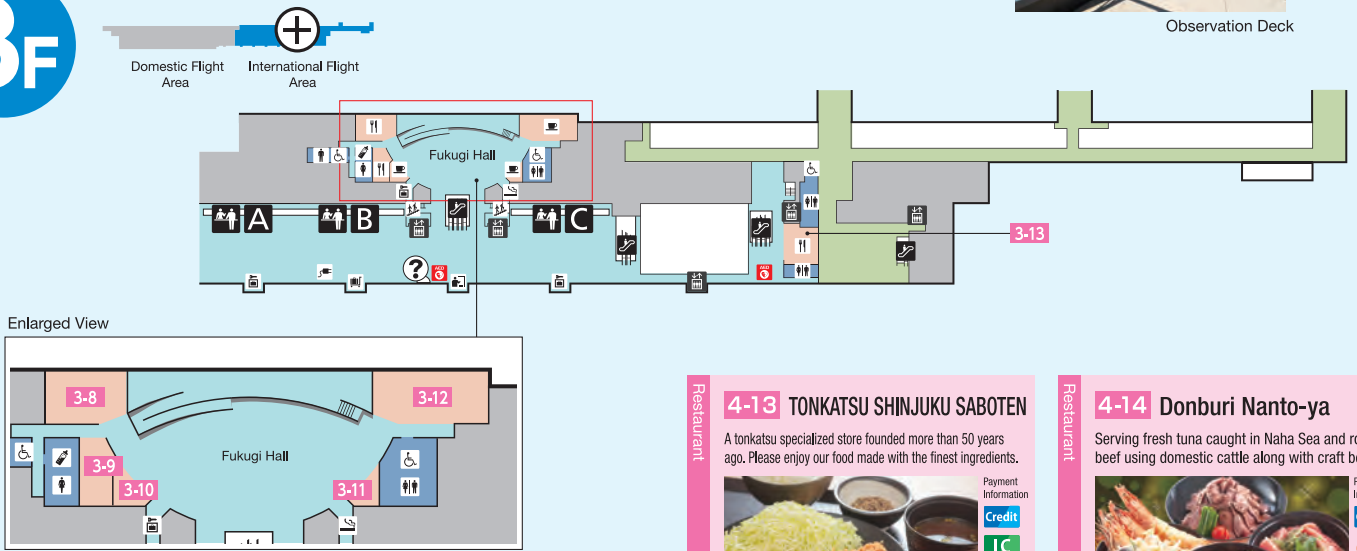 3F
Observation Deck
Domestic Flight
Area
International Flight
Area
Fukugi Hall
A
B
C
?
AED
AED
3-13
Enlarged View
3-8
3-12
Fukugi Hall
3-9
3-10
3-11
Restaurant
4-13 TONKATSU SHINJUKU SABOTEN
A tonkatsu specialized store founded more than 50 years
ago. Please enjoy our food made with the finest ingredients.
Payment
Information
Credit
IC
Restaurant
4-14 Donburi Nanto-ya
Serving fresh tuna caught in Naha Sea and
beef using domestic cattle along with craft